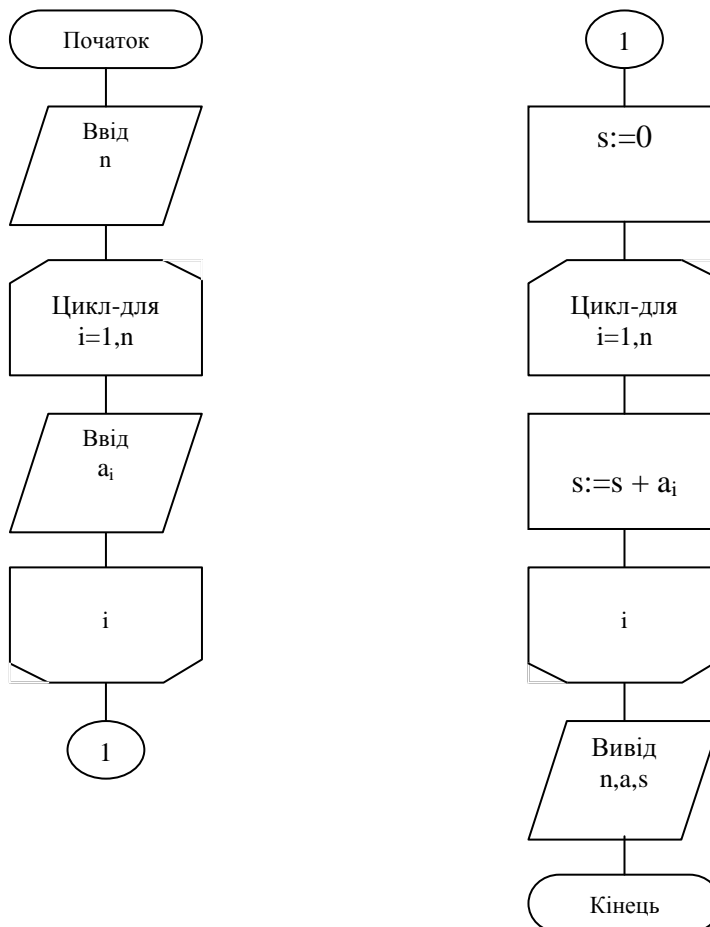 Початок
Ввід
n
Цикл-для
i=1,n
Ввід
aᵢ
i
1
1
s:=0
Цикл-для
i=1,n
s:=s + aᵢ
i
Вивід
n,a,s
Кінець